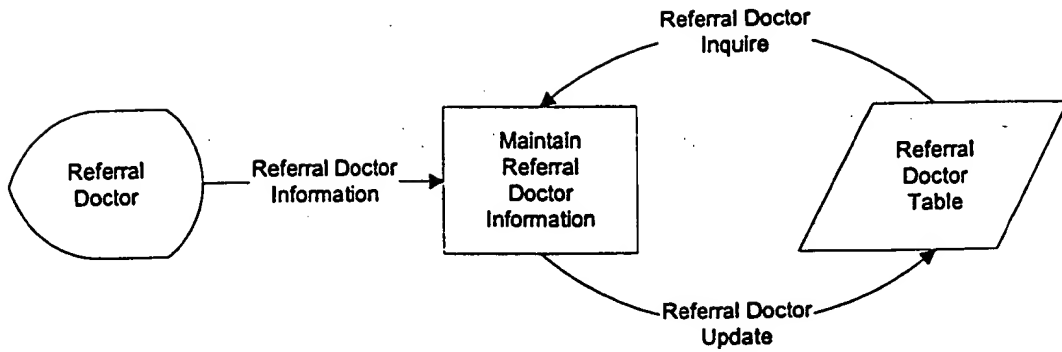 Referral Doctor
Inquire
Referral
Doctor
Referral Doctor
Information
Maintain
Referral
Doctor
Information
Referral
Doctor
Table
Referral Doctor
Update